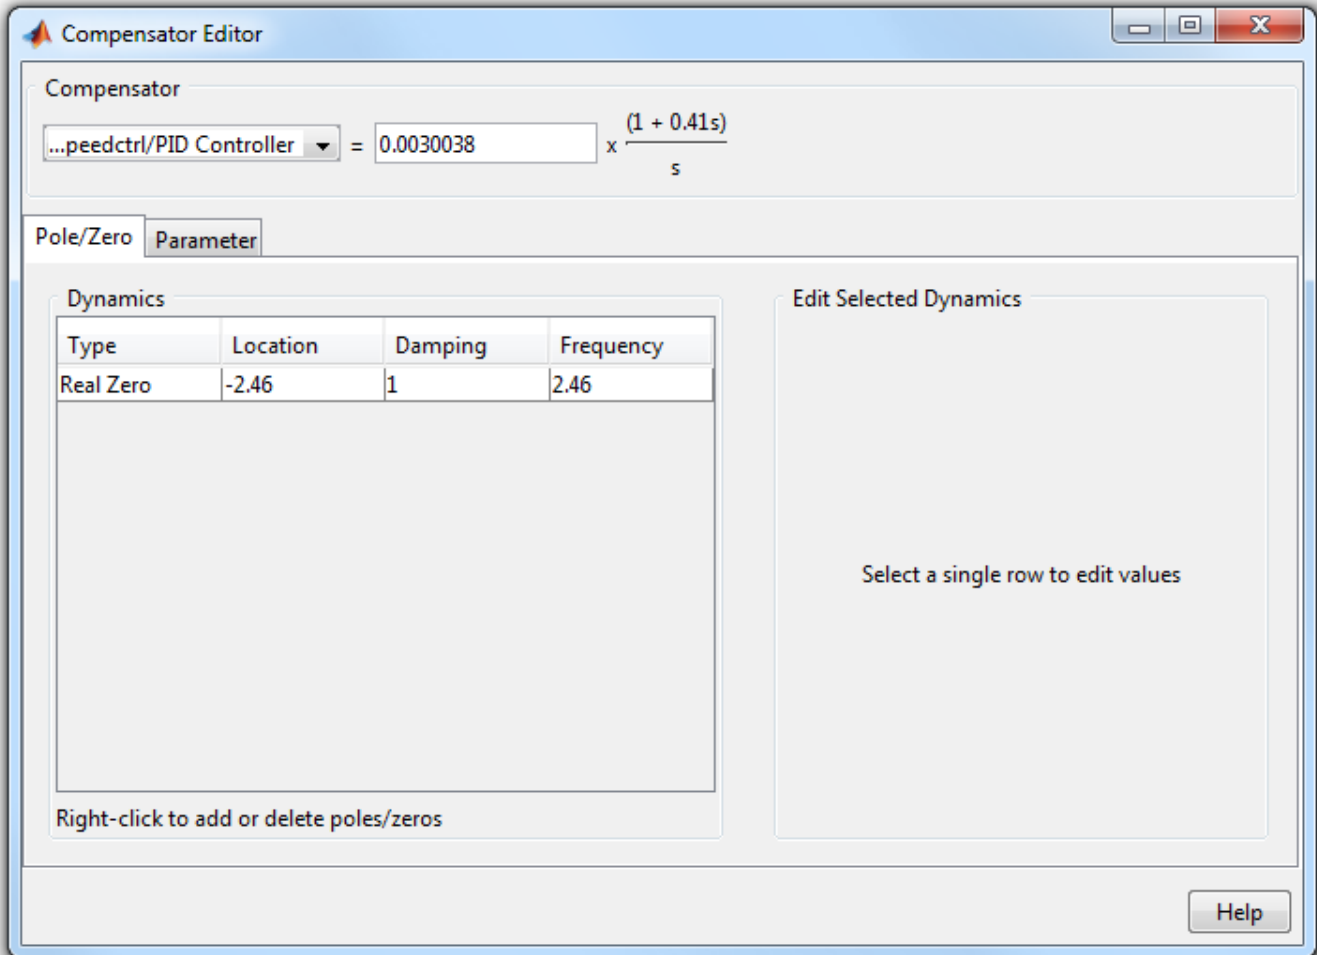 Compensator Editor
Compensator
(1 + 0.41s)
...peedctrl/PID Controller = 0.0030038 x
s
Pole/Zero Parameter
Dynamics Edit Selected Dynamics
Type Location Damping Frequency
Real Zero -2.46 1 2.46
Select a single row to edit values
Right-click to add or delete poles/zeros
Help